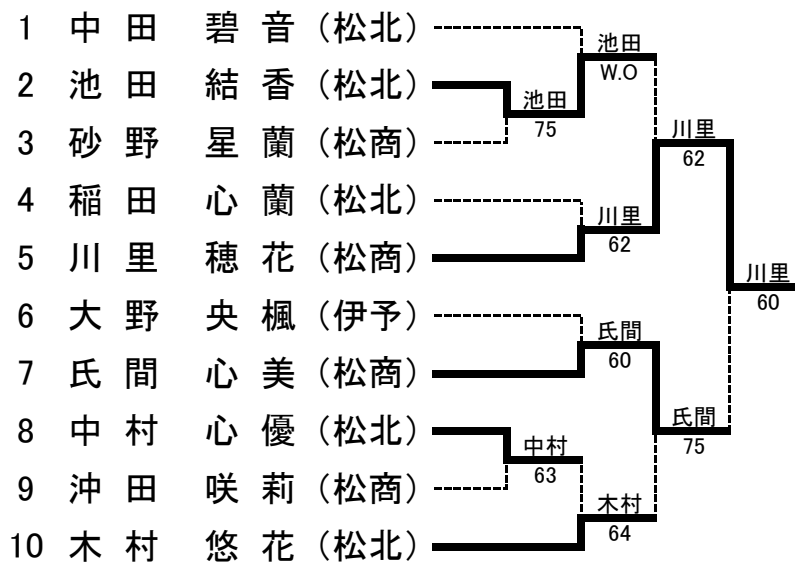 1 中田 碧音(松北)
2 池田 結香(松北)
3 砂野 星蘭(松商)
4 稲田 心蘭(松北)
5 川里 穂花(松商)
6 大野 央楓(伊予)
7 氏間 心美(松商)
8 中村 心優(松北)
9 沖田 咲莉(松商)
10 木村 悠花(松北)
池田
75
池田
W.O
川里
62
川里
62
川里
60
氏間
60
氏間
75
中村
63
木村
64